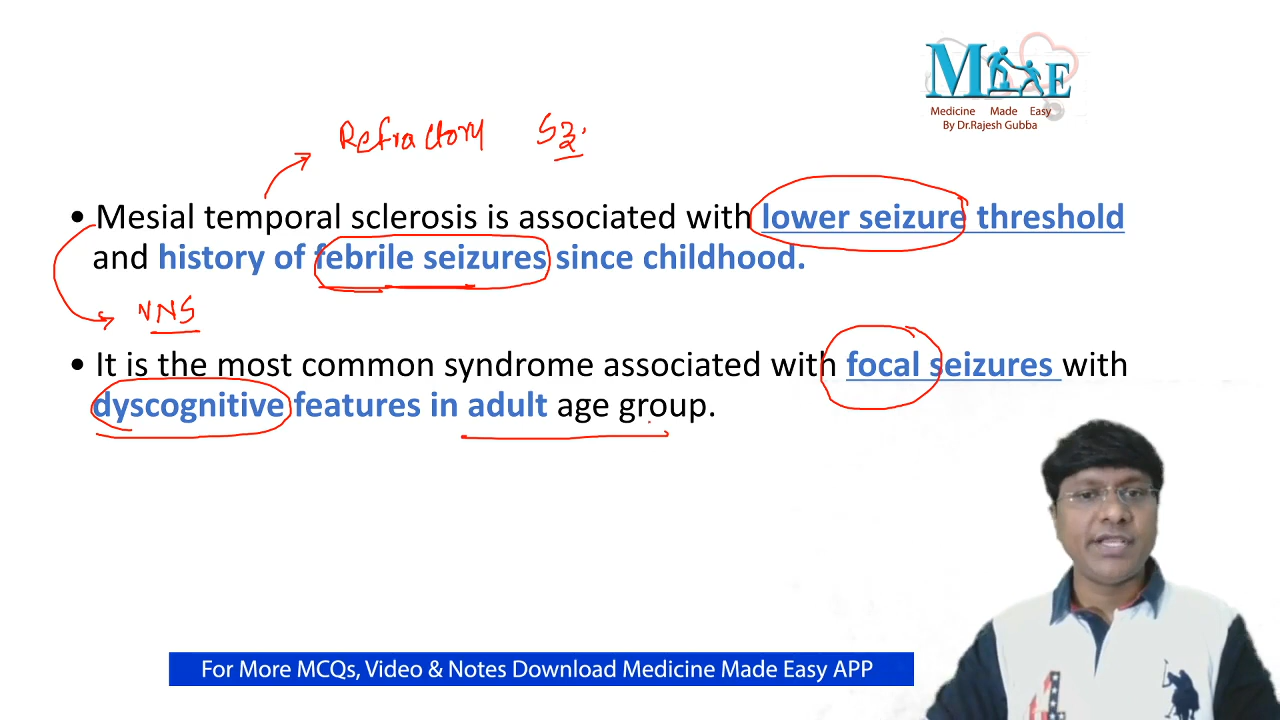 M E
Medicine Made Easy
By Dr.Rajesh Gubba
Refractory Sz.
• Mesial temporal sclerosis is associated with lower seizure threshold
and history of febrile seizures since childhood.
VNS
• It is the most common syndrome associated with focal seizures with
dyscognitive features in adult age group.
For More MCQs, Video & Notes Download Medicine Made Easy APP